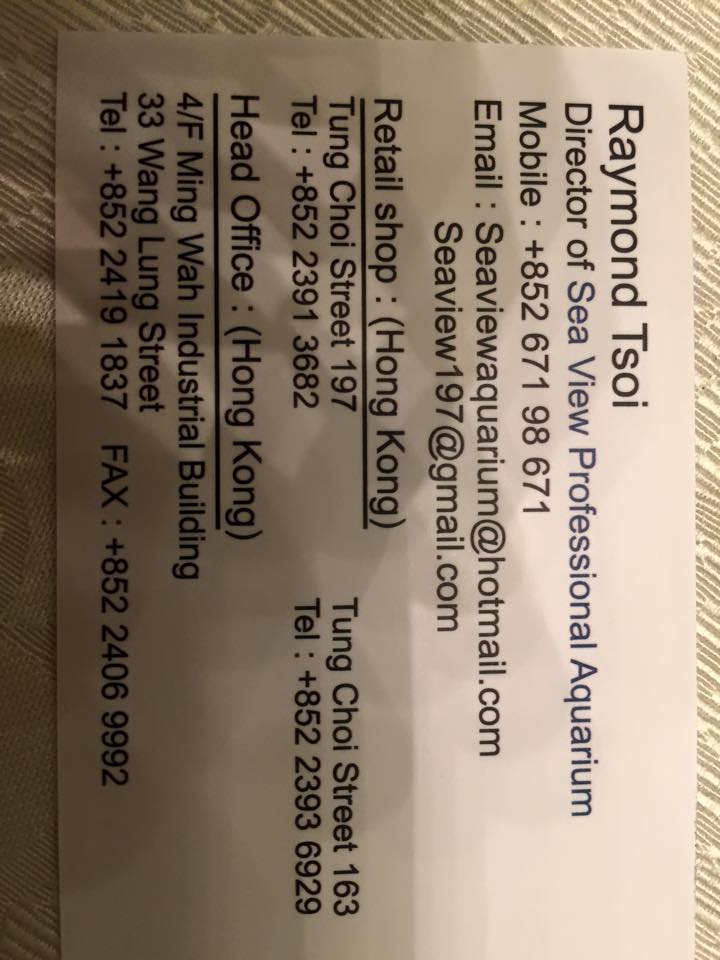 Raymond Tsoi
Director of Sea View Professional Aquarium
Mobile : +852 671 98 671
Email : Seaviewaquarium@hotmail.com
Seaview197@gmail.com
Retail shop : (Hong Kong)
Tung Choi Street 197 Tung Choi Street 163
Tel : +852 2391 3682 Tel : +852 2393 6929
Head Office : (Hong Kong)
4/F Ming Wah Industrial Building
33 Wang Lung Street
Tel : +852 2419 1837 FAX : +852 2406 9992